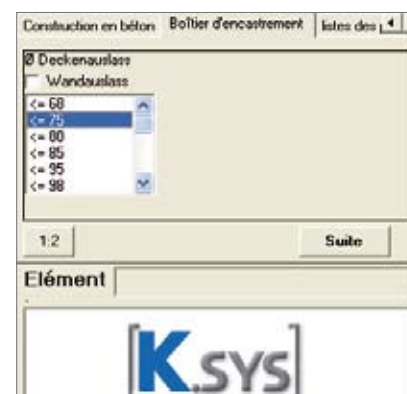 Construction en béton Boîtier d'encastrement listes des
Ø Deckenauslass
Wandauslass
<= 68
<= 75
<= 80
<= 85
<= 95
<= 98
1:2 Suite
Elément
[K.sys]